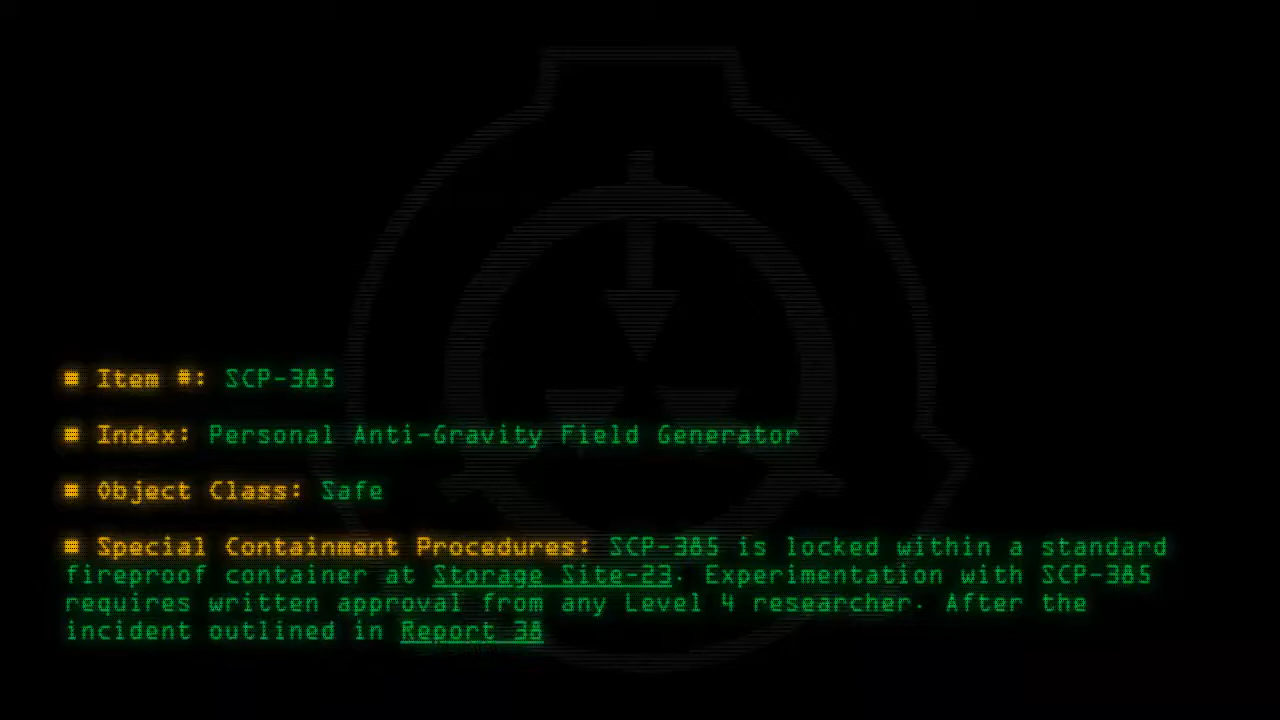 ■ Item #: SCP-385
■ Index: Personal Anti-Gravity Field Generator
■ Object Class: Safe
■ Special Containment Procedures: SCP-385 is locked within a standard
fireproof container at Storage Site-23. Experimentation with SCP-385
requires written approval from any Level 4 researcher. After the
incident outlined in Report 38